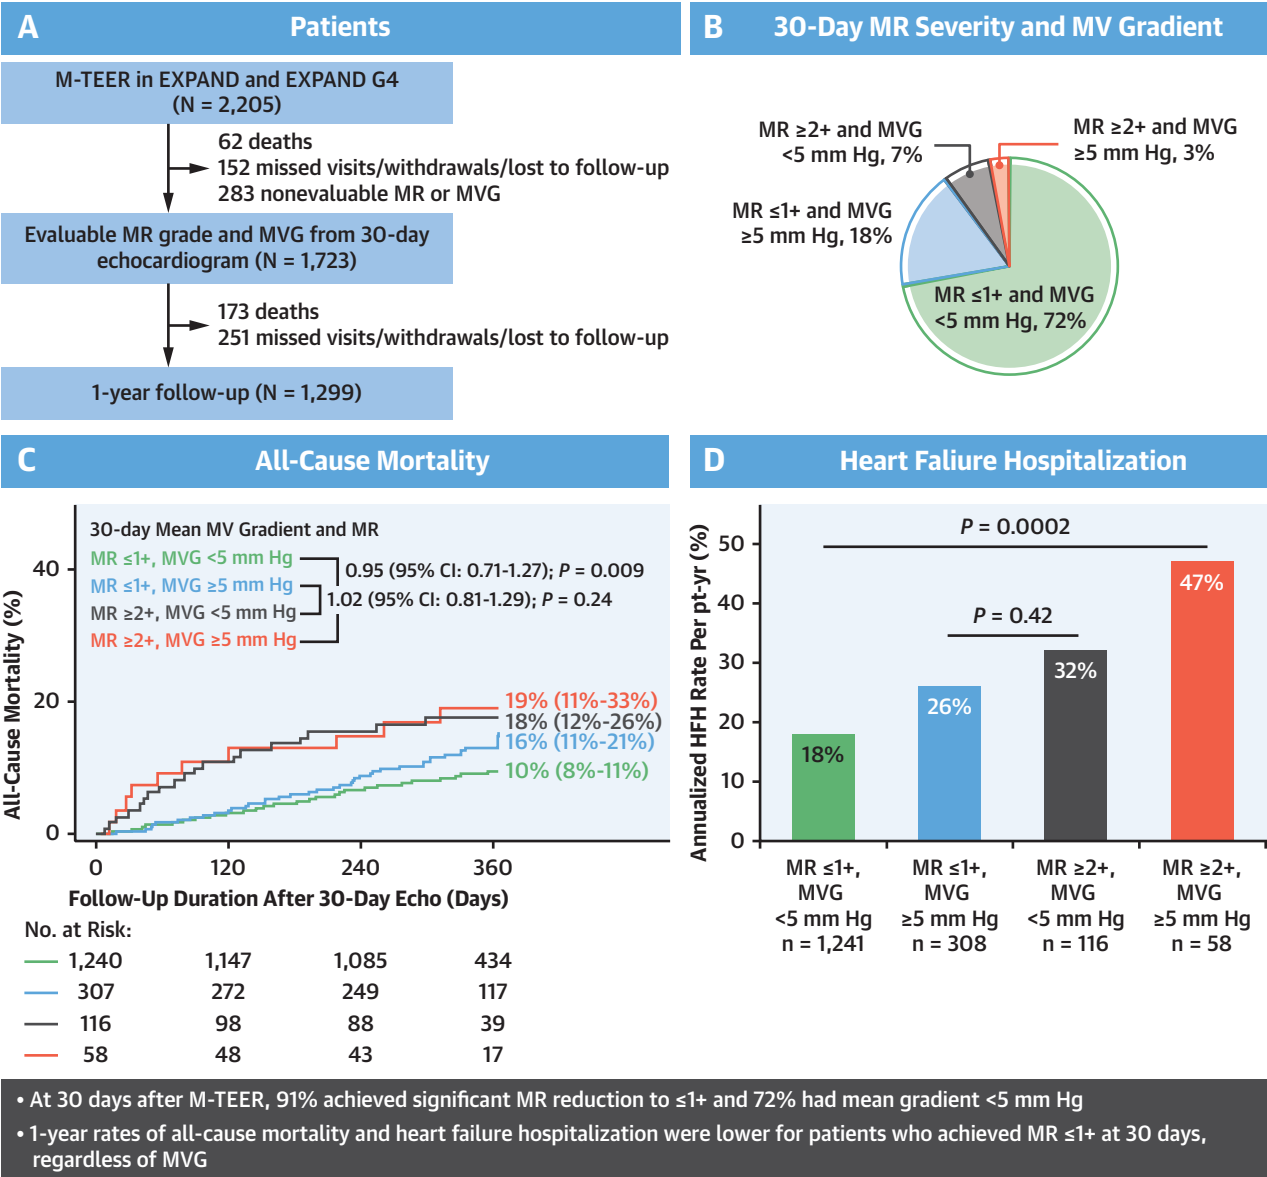 A Patients
M-TEER in EXPAND and EXPAND G4
(N = 2,205)
62 deaths
152 missed visits/withdrawals/lost to follow-up
283 nonevaluable MR or MVG
Evaluable MR grade and MVG from 30-day
echocardiogram (N = 1,723)
173 deaths
251 missed visits/withdrawals/lost to follow-up
1-year follow-up (N = 1,299)
B 30-Day MR Severity and MV Gradient
MR ≥2+ and MVG
<5 mm Hg, 7%
MR ≥2+ and MVG
≥5 mm Hg, 3%
MR ≤1+ and MVG
≥5 mm Hg, 18%
MR ≤1+ and MVG
<5 mm Hg, 72%
C All-Cause Mortality
All-Cause Mortality (%)
40
20
0
30-day Mean MV Gradient and MR
MR ≤1+, MVG <5 mm Hg
MR ≤1+, MVG ≥5 mm Hg
MR ≥2+, MVG <5 mm Hg
MR ≥2+, MVG ≥5 mm Hg
0.95 (95% CI: 0.71-1.27); P = 0.009
1.02 (95% CI: 0.81-1.29); P = 0.24
19% (11%-33%)
18% (12%-26%)
16% (11%-21%)
10% (8%-11%)
0 120 240 360
Follow-Up Duration After 30-Day Echo (Days)
No. at Risk:
1,240 1,147 1,085 434
307 272 249 117
116 98 88 39
58 48 43 17
D Heart Faliure Hospitalization
Annualized HFH Rate Per pt-yr (%)
50
40
30
20
10
0
P = 0.0002
P = 0.42
18%
26%
32%
47%
MR ≤1+,
MVG
<5 mm Hg
n = 1,241
MR ≤1+,
MVG
≥5 mm Hg
n = 308
MR ≥2+,
MVG
<5 mm Hg
n = 116
MR ≥2+,
MVG
≥5 mm Hg
n = 58
• At 30 days after M-TEER, 91% achieved significant MR reduction to ≤1+ and 72% had mean gradient <5 mm Hg
• 1-year rates of all-cause mortality and heart failure hospitalization were lower for patients who achieved MR ≤1+ at 30 days,
regardless of MVG